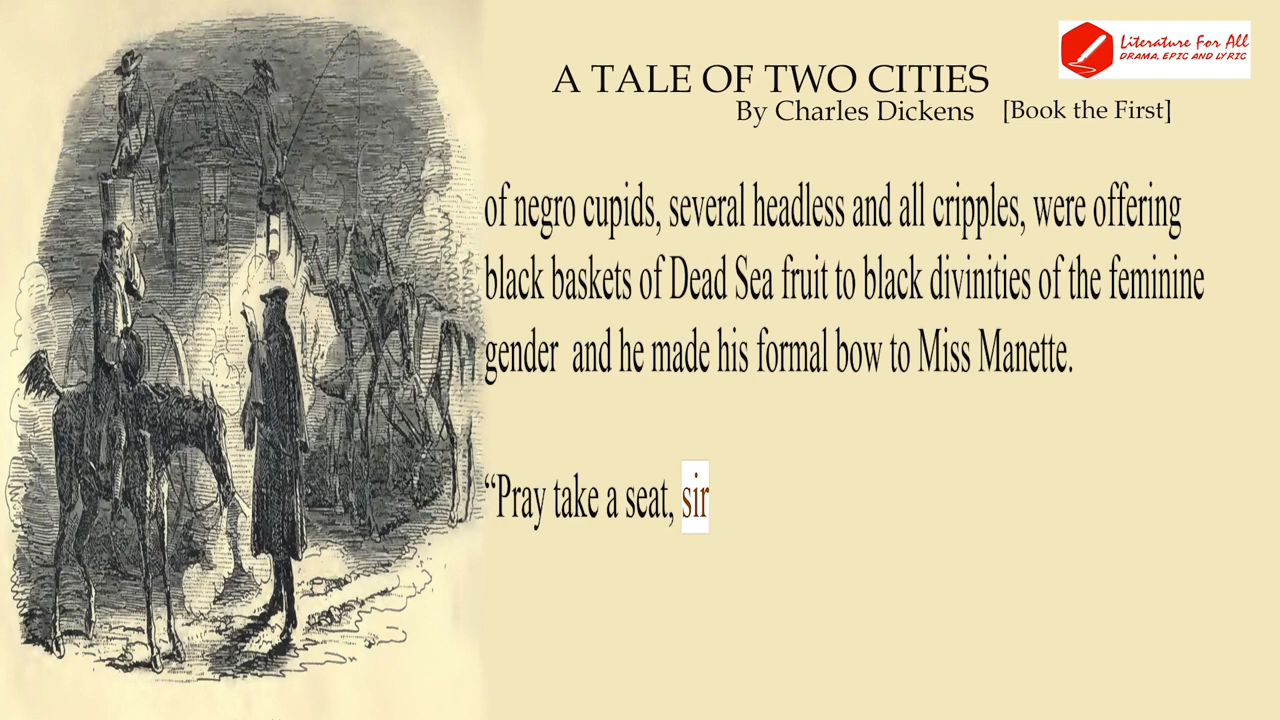 Literature For All
DRAMA, EPIC AND LYRIC
A TALE OF TWO CITIES
By Charles Dickens [Book the First]
of negro cupids, several headless and all cripples, were offering
black baskets of Dead Sea fruit to black divinities of the feminine
gender and he made his formal bow to Miss Manette.
“Pray take a seat, sir